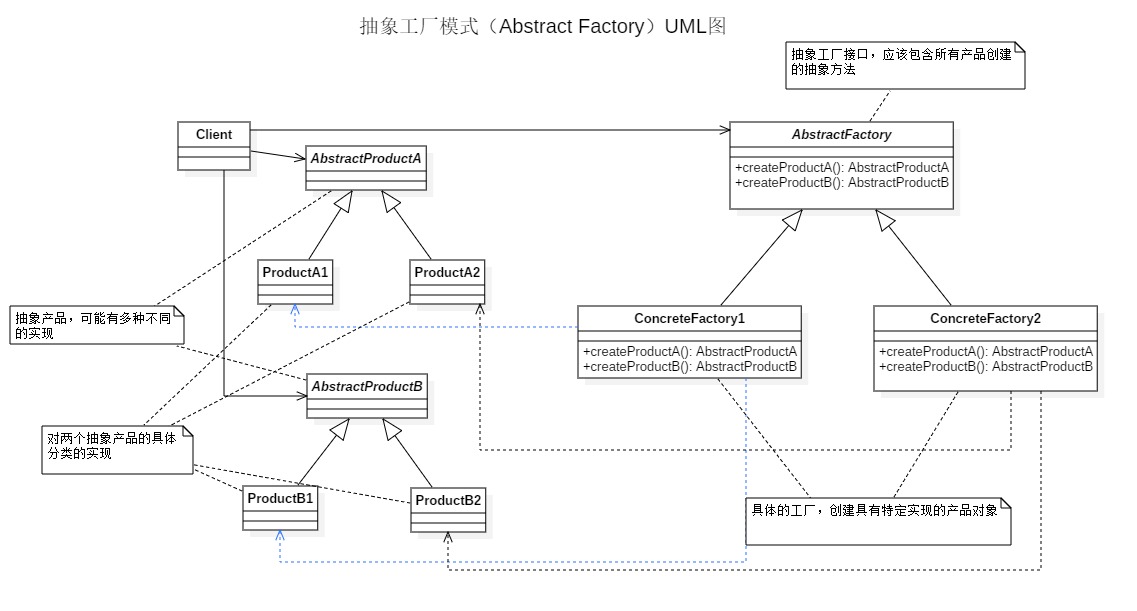 抽象工厂模式（Abstract Factory）UML图
抽象工厂接口，应该包含所有产品创建
的抽象方法
Client
AbstractFactory
+createProductA(): AbstractProductA
+createProductB(): AbstractProductB
AbstractProductA
ProductA1
ProductA2
抽象产品，可能有多种不同
的实现
ConcreteFactory1
+createProductA(): AbstractProductA
+createProductB(): AbstractProductB
ConcreteFactory2
+createProductA(): AbstractProductA
+createProductB(): AbstractProductB
AbstractProductB
对两个抽象产品的具体
分类的实现
ProductB1
ProductB2
具体的工厂，创建具有特定实现的产品对象